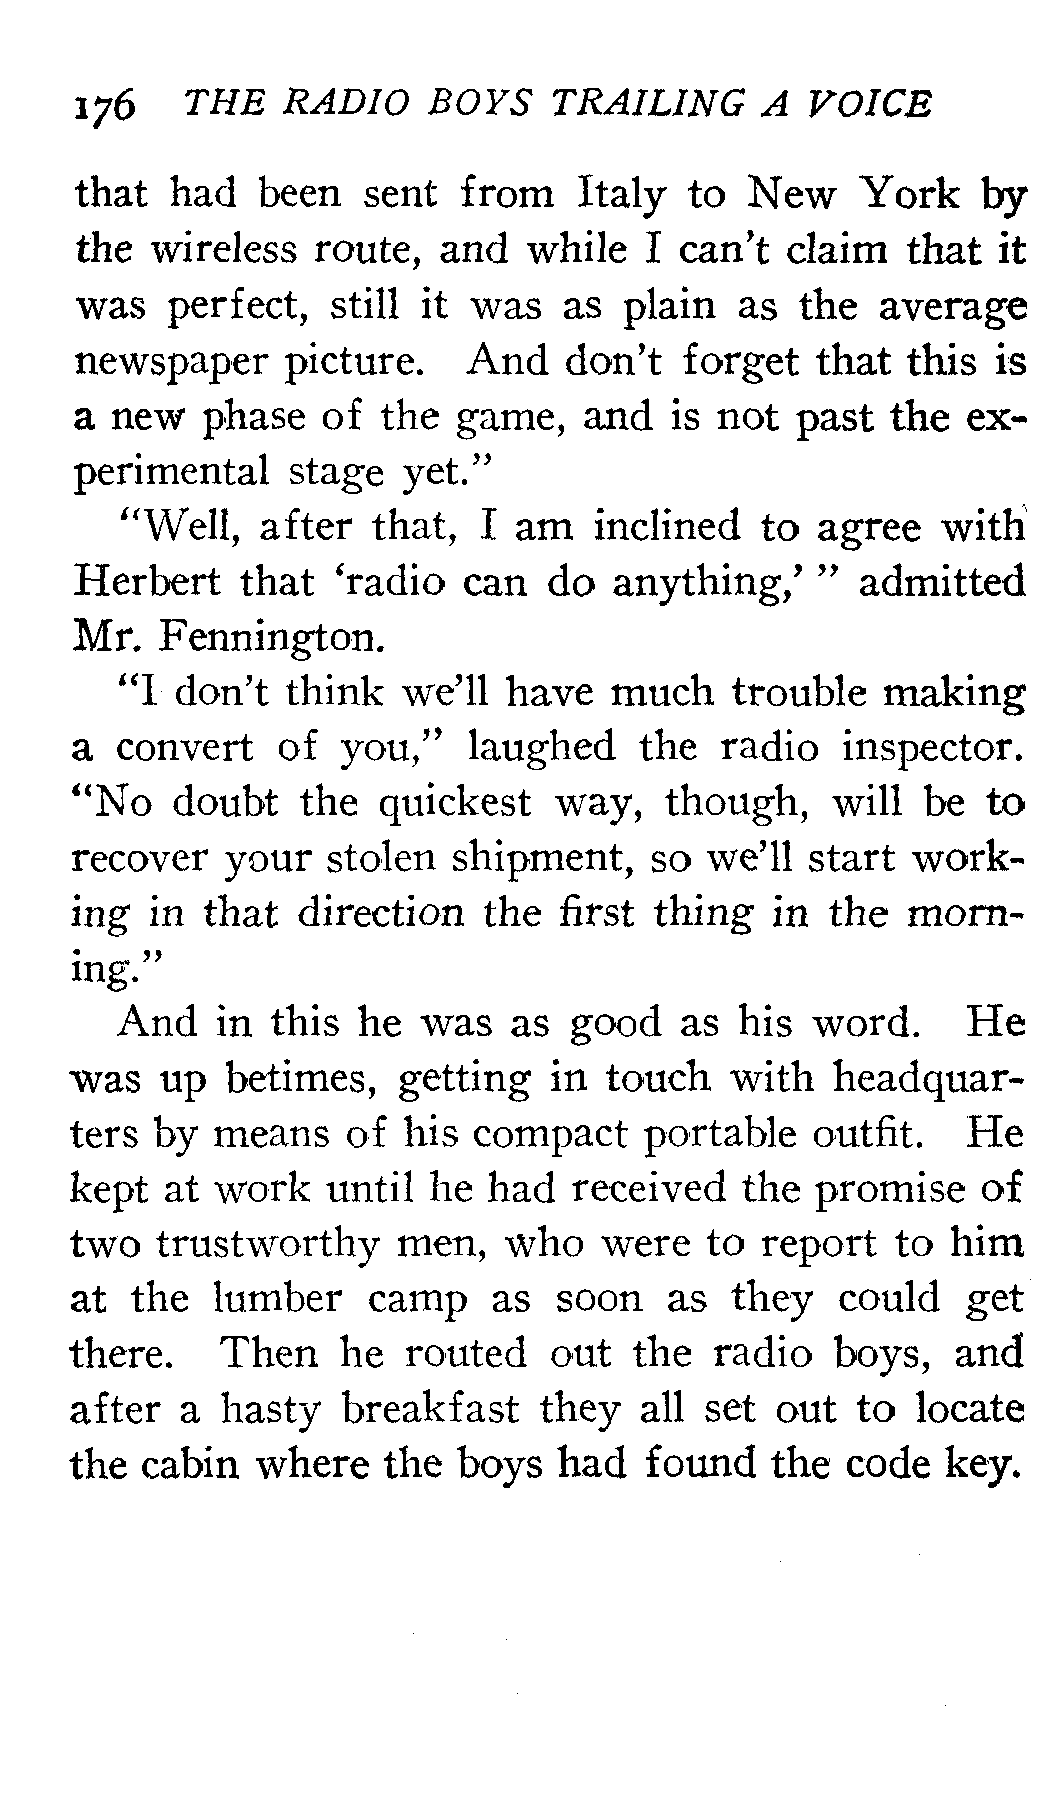 176 THE RADIO BOYS TRAILING A VOICE
that had been sent from Italy to New York by
the wireless route, and while I can't claim that it
was perfect, still it was as plain as the average
newspaper picture. And don't forget that this is
a new phase of the game, and is not past the ex-
perimental stage yet."
"Well, after that, I am inclined to agree with
Herbert that 'radio can do anything,' " admitted
Mr. Fennington.
"I don't think we'll have much trouble making
a convert of you," laughed the radio inspector.
"No doubt the quickest way, though, will be to
recover your stolen shipment, so we'll start work-
ing in that direction the first thing in the morn-
ing."
And in this he was as good as his word. He
was up betimes, getting in touch with headquar-
ters by means of his compact portable outfit. He
kept at work until he had received the promise of
two trustworthy men, who were to report to him
at the lumber camp as soon as they could get
there. Then he routed out the radio boys, and
after a hasty breakfast they all set out to locate
the cabin where the boys had found the code key.